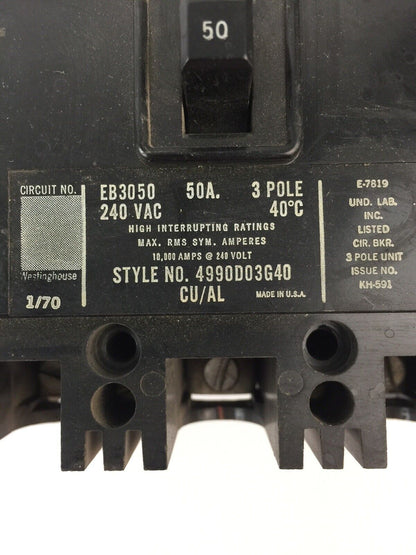 50
CIRCUIT NO.
Westinghouse
1/70
EB3050 50A. 3 POLE
240 VAC 40°C
HIGH INTERRUPTING RATINGS
MAX. RMS SYM. AMPERES
10,000 AMPS @ 240 VOLT
STYLE NO. 4990D03G40
CU/AL MADE IN U.S.A.
E-7819
UND. LAB.
INC.
LISTED
CIR. BKR.
3 POLE UNIT
ISSUE NO.
KH-591